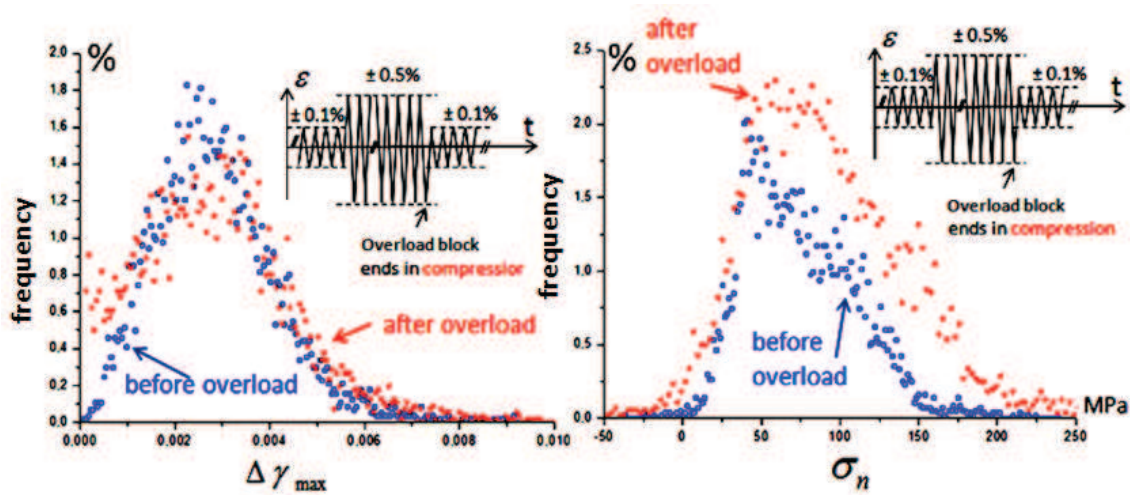 %
2.0
1.8
1.6
1.4
1.2
1.0
0.8
0.6
0.4
0.2
0.0
0.000
0.002
0.004
0.006
0.008
0.010
frequency
Δ γ max
ε
± 0.5%
± 0.1%
± 0.1%
t
Overload block
ends in compression
after overload
before overload
%
2.5
2.0
1.5
1.0
0.5
0.0
-50
0
50
100
150
200
250
MPa
frequency
σn
after
overload
ε
± 0.5%
± 0.1%
± 0.1%
t
Overload block
ends in compression
before
overload